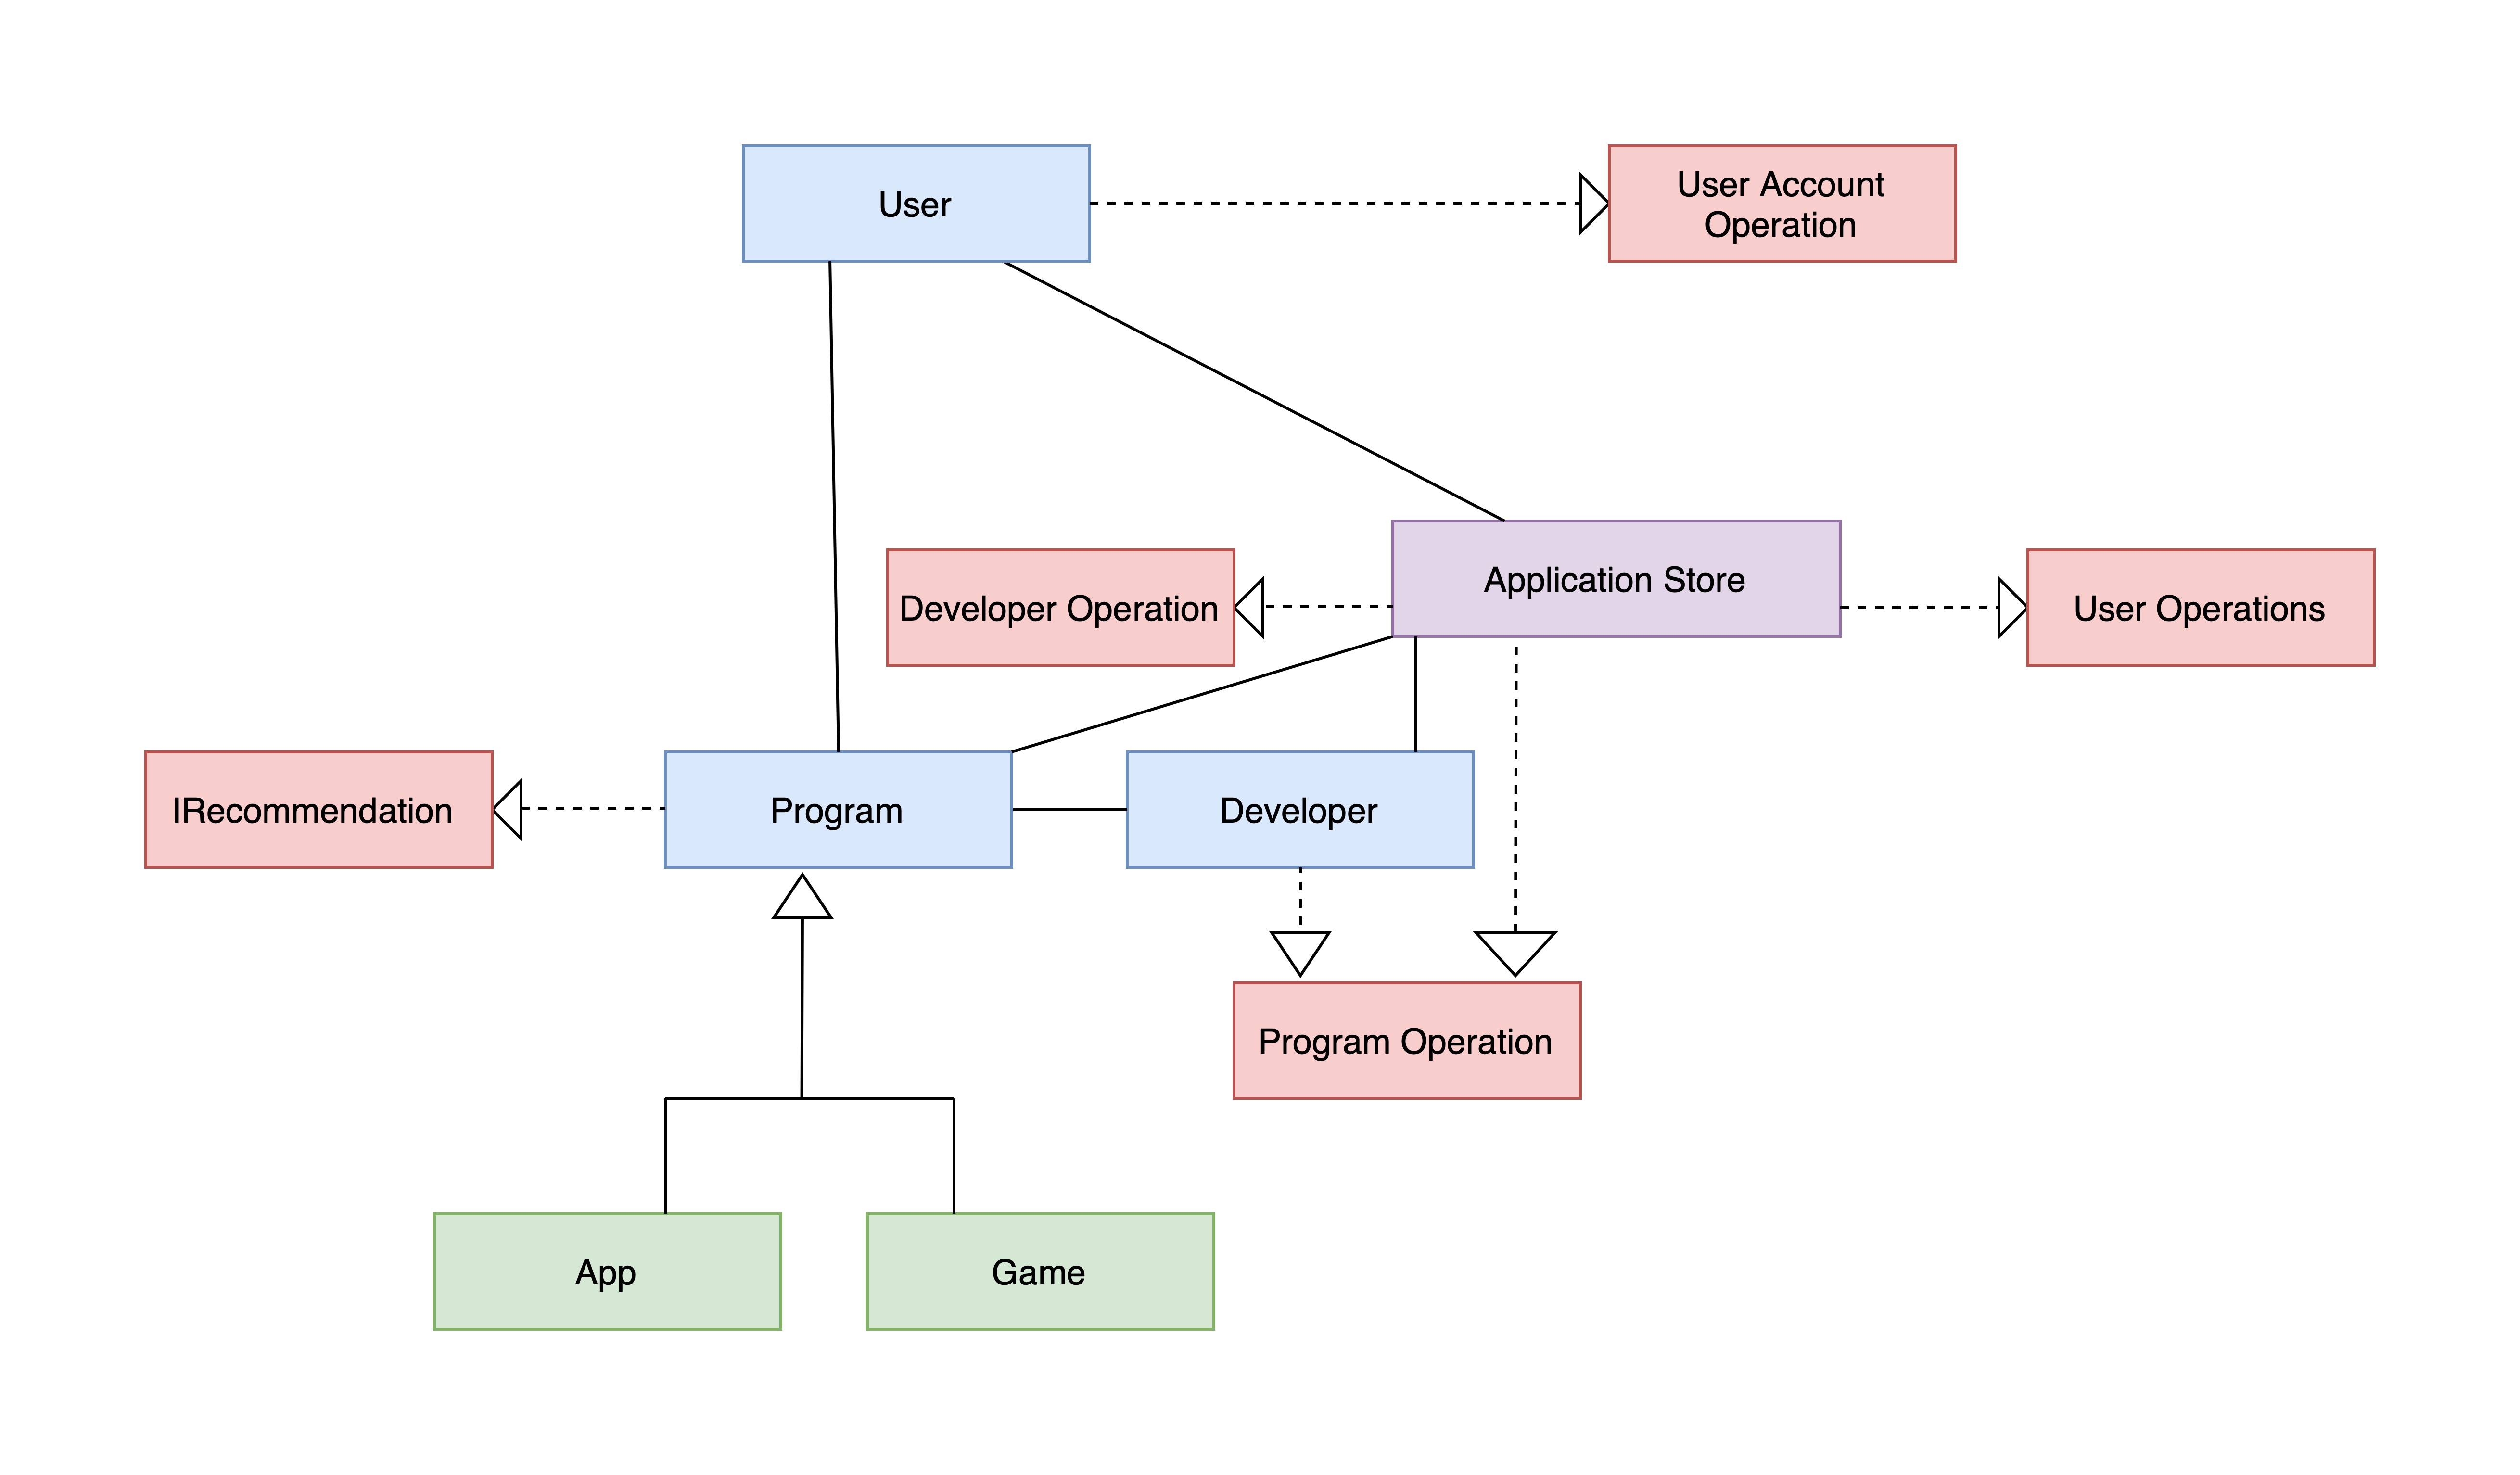 User
User Account
Operation
Application Store
Developer Operation
User Operations
IRecommendation
Program
Developer
Program Operation
App
Game